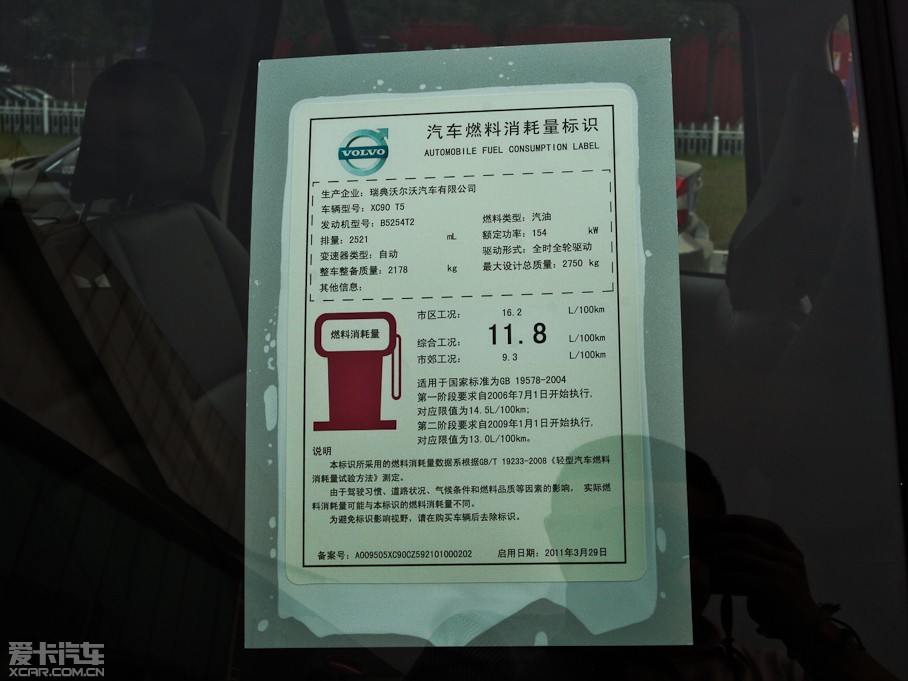 汽车燃料消耗量标识
VOLVO
AUTOMOBILE FUEL CONSUMPTION LABEL
生产企业：瑞典沃尔沃汽车有限公司
车辆型号：XC90 T5
发动机型号：B5254T2 燃料类型：汽油
排量：2521 mL 额定功率：154 kW
变速器类型：自动 驱动形式：全时全轮驱动
整车整备质量：2178 kg 最大设计总质量：2750 kg
其他信息：
燃料消耗量
市区工况： 16.2 L/100km
综合工况： 11.8 L/100km
市郊工况： 9.3 L/100km
适用于国家标准为GB 19578-2004
第一阶段要求自2006年7月1日开始执行，
对应限值为14.5L/100km；
第二阶段要求自2009年1月1日开始执行，
对应限值为13.0L/100km。
说明
本标识所采用的燃料消耗量数据系根据GB/T 19233-2008《轻型汽车燃料
消耗量试验方法》测定。
由于驾驶习惯、道路状况、气候条件和燃料品质等因素的影响， 实际燃
料消耗量可能与本标识的燃料消耗量不同。
为避免标识影响视野，请在购买车辆后去除标识。
备案号：A009505XC90CZ592101000202 启用日期：2011年3月29日
爱卡汽车
XCAR.COM.CN